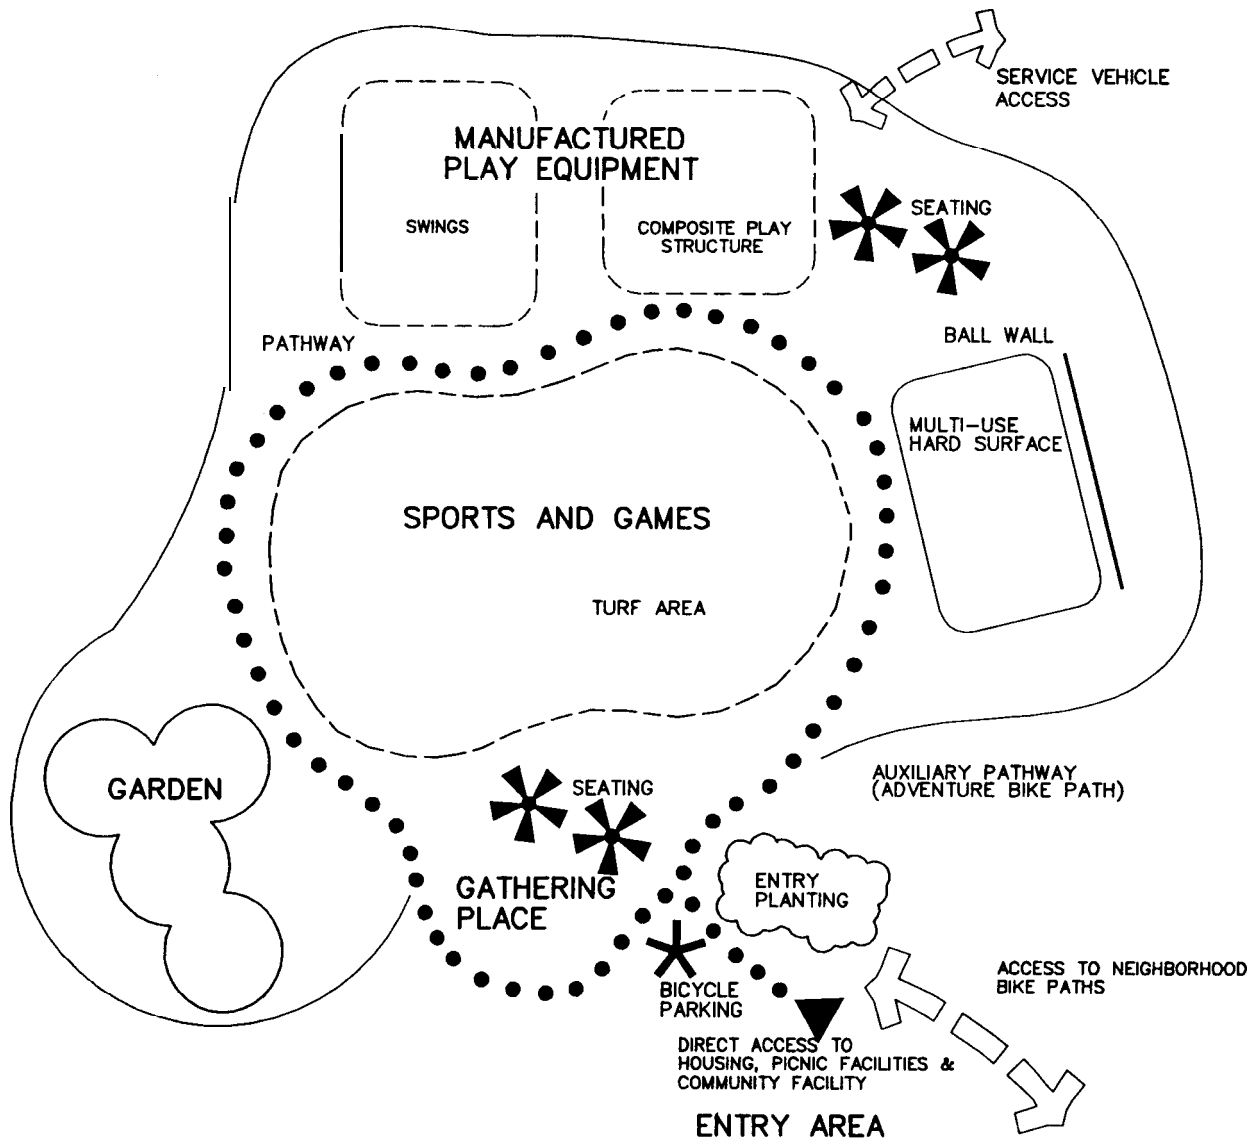 SERVICE VEHICLE
ACCESS
MANUFACTURED
PLAY EQUIPMENT
SWINGS
COMPOSITE PLAY
STRUCTURE
SEATING
PATHWAY
BALL WALL
MULTI-USE
HARD SURFACE
SPORTS AND GAMES
TURF AREA
GARDEN
SEATING
AUXILIARY PATHWAY
(ADVENTURE BIKE PATH)
GATHERING
PLACE
ENTRY
PLANTING
BICYCLE
PARKING
ACCESS TO NEIGHBORHOOD
BIKE PATHS
DIRECT ACCESS TO
HOUSING, PICNIC FACILITIES &
COMMUNITY FACILITY
ENTRY AREA